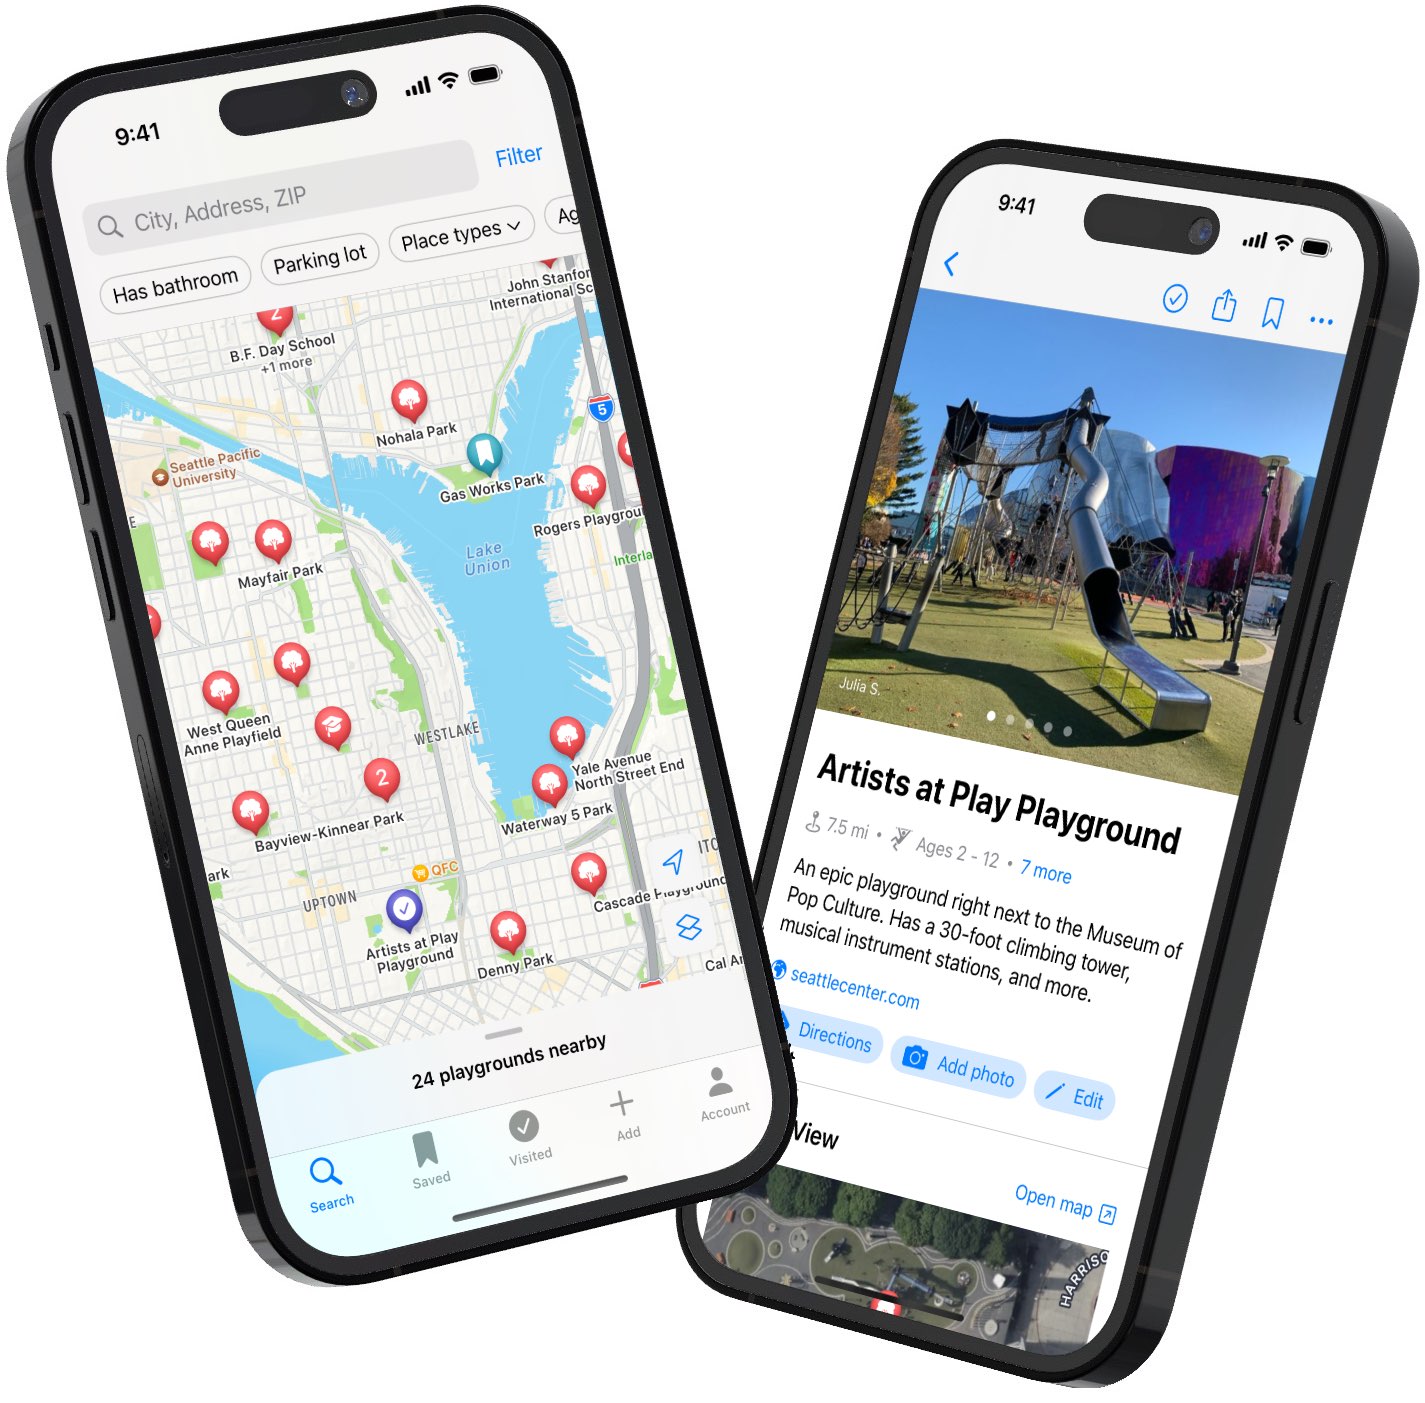 9:41
City, Address, ZIP
Filter
Has bathroom
Parking lot
Place types
Ag
John Stanfor
International Sc
2
B.F. Day School
+1 more
5
Nohala Park
Seattle Pacific
University
Gas Works Park
Rogers Playgrou
E
Lake
Union
Interla
Mayfair Park
West Queen
Anne Playfield
WESTLAKE
2
Yale Avenue
North Street End
Bayview-Kinnear Park
Waterway 5 Park
ark
QFC
ITO
UPTOWN
Cascade Playground
Artists at Play
Playground
Denny Park
Cal Ar
24 playgrounds nearby
Search
Saved
Visited
Add
Account
9:41
Julia S.
Artists at Play Playground
7.5 mi • Ages 2 - 12 • 7 more
An epic playground right next to the Museum of
Pop Culture. Has a 30-foot climbing tower,
musical instrument stations, and more.
seattlecenter.com
Directions
Add photo
Edit
View
Open map
HARRISO